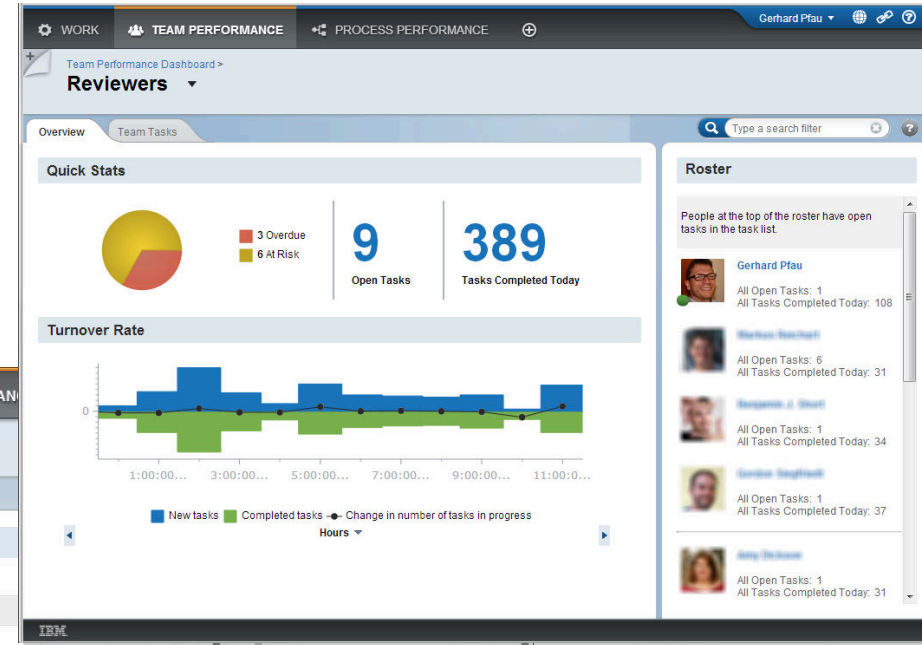 WORK
TEAM PERFORMANCE
PROCESS PERFORMANCE
Gerhard Pfau
Team Performance Dashboard >
Reviewers
Overview
Team Tasks
Type a search filter
Quick Stats
3 Overdue
6 At Risk
9
Open Tasks
389
Tasks Completed Today
Turnover Rate
0
1:00:00... 3:00:00... 5:00:00... 7:00:00... 9:00:00... 11:00:0...
New tasks Completed tasks Change in number of tasks in progress
Hours
Roster
People at the top of the roster have open
tasks in the task list.
Gerhard Pfau
All Open Tasks: 1
All Tasks Completed Today: 108
All Open Tasks: 6
All Tasks Completed Today: 31
All Open Tasks: 1
All Tasks Completed Today: 34
All Open Tasks: 1
All Tasks Completed Today: 37
All Open Tasks: 1
All Tasks Completed Today: 31
IBM
AN